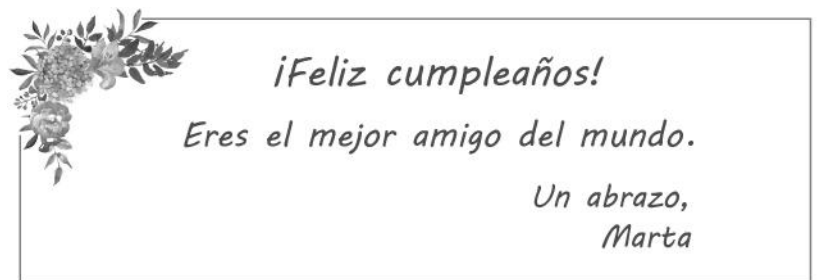 ¡Feliz cumpleaños!
Eres el mejor amigo del mundo.
Un abrazo,
Marta